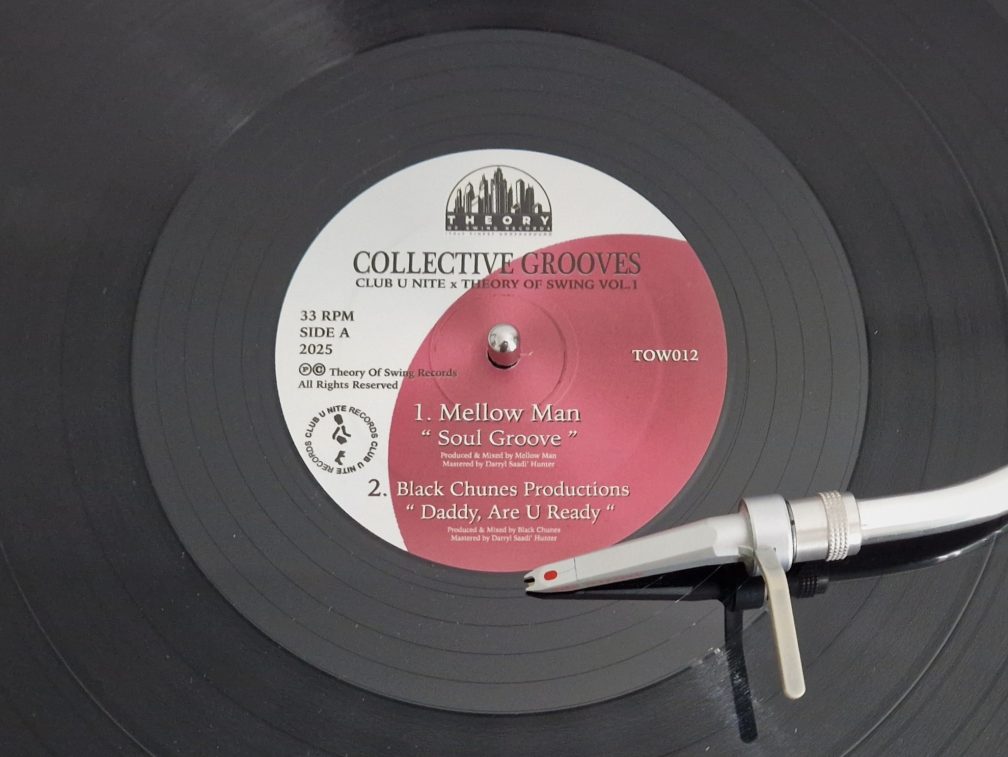 THEORY
OF SWING RECORDS
COLLECTIVE GROOVES
CLUB U NITE x THEORY OF SWING VOL.1
33 RPM
SIDE A
2025
TOW012
ⓟ© Theory Of Swing Records
All Rights Reserved
CLUB U NITE RECORDS CLUB U NITE RECORDS
1. Mellow Man
“ Soul Groove ”
Produced & Mixed by Mellow Man
Mastered by Darryl Saadi' Hunter
2. Black Chunes Productions
“ Daddy, Are U Ready “
Produced & Mixed by Black Chunes
Mastered by Darryl Saadi' Hunter